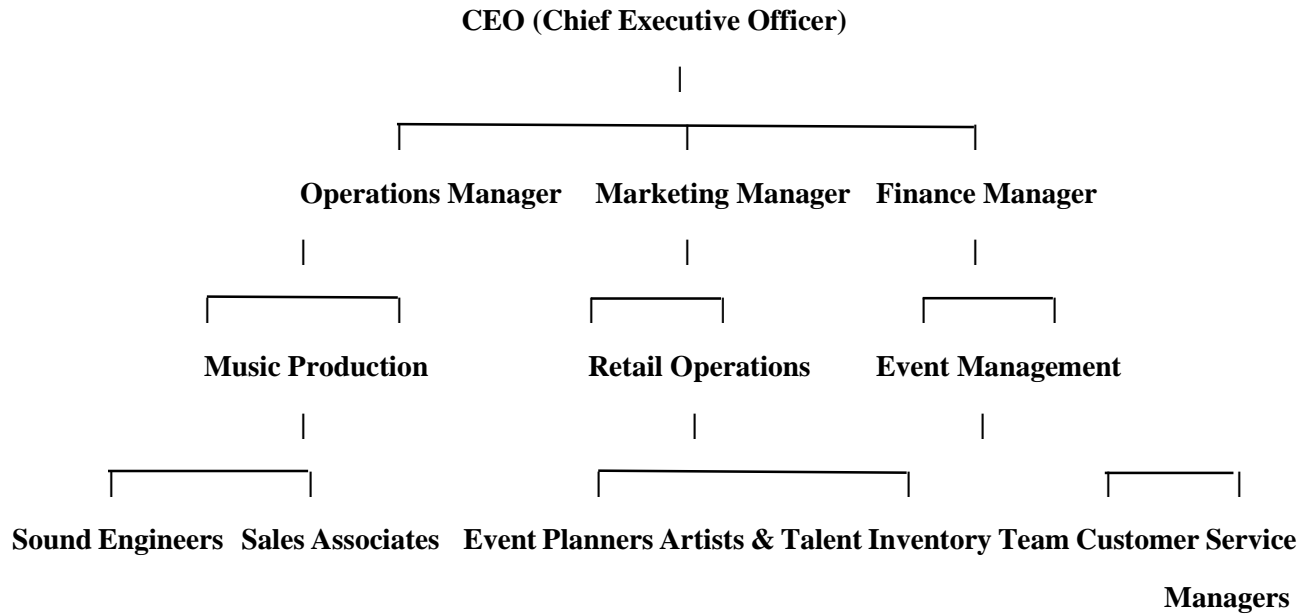 CEO (Chief Executive Officer)
Operations Manager Marketing Manager Finance Manager
Music Production Retail Operations Event Management
Sound Engineers Sales Associates Event Planners Artists & Talent Inventory Team Customer Service
Managers